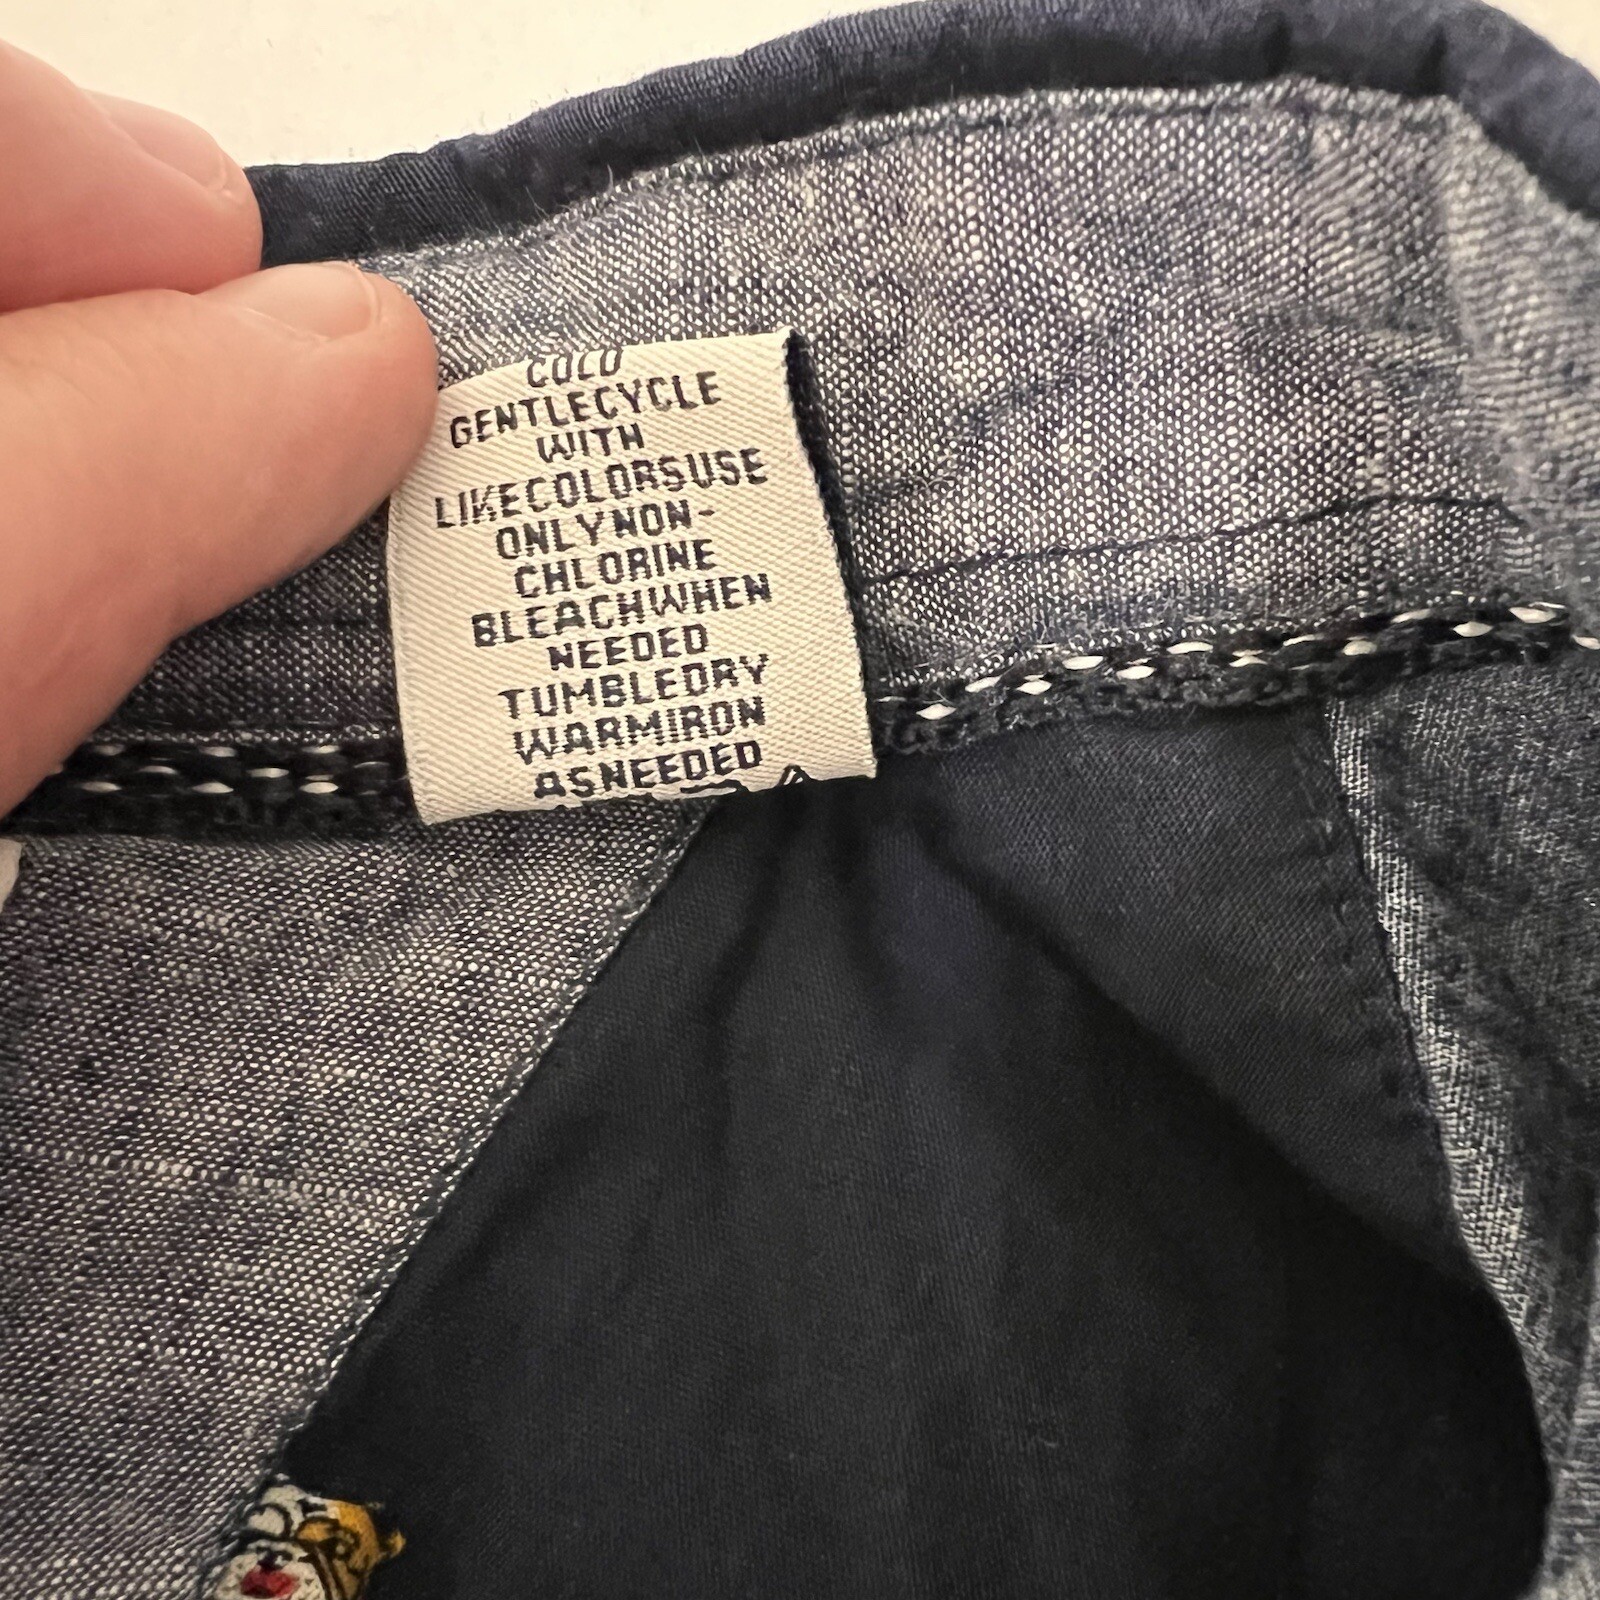 COLD
GENTLECYCLE
WITH
LIKECOLORSUSE
ONLYNON-
CHLORINE
BLEACHWHEN
NEEDED
TUMBLEDRY
WARMIRON
ASNEEDED